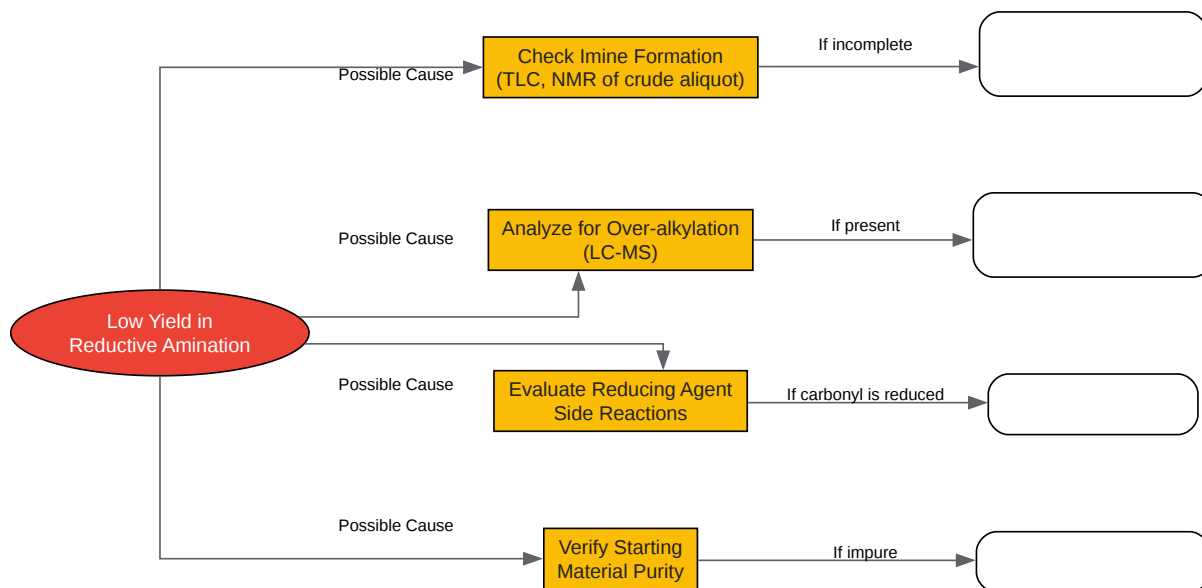 If incomplete
Check Imine Formation
(TLC, NMR of crude aliquot)
Possible Cause
If present
Analyze for Over-alkylation
(LC-MS)
Possible Cause
Low Yield in
Reductive Amination
Possible Cause
Evaluate Reducing Agent
Side Reactions
If carbonyl is reduced
Possible Cause
Verify Starting
Material Purity
If impure